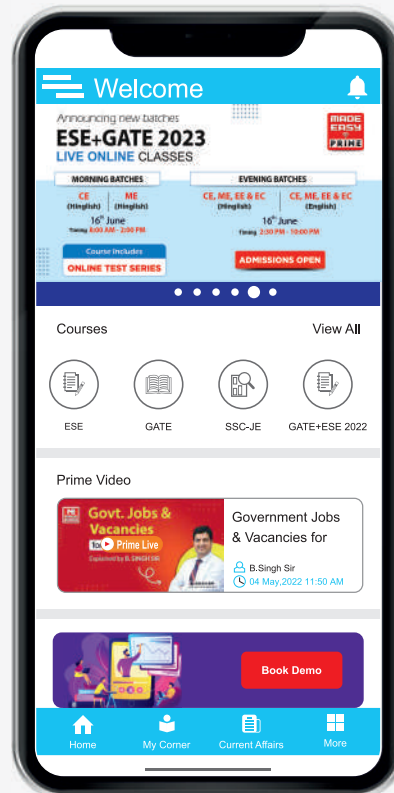 Welcome
Announcing new batches
MADE
EASY
PRIME
ESE+GATE 2023
LIVE ONLINE CLASSES
MORNING BATCHES
EVENING BATCHES
CE ME
(Hinglish) (Hinglish)
CE, ME, EE & EC CE, ME, EE & EC
(Hinglish) (English)
16th June
Timing 8:00 AM - 2:00 PM
16th June
Timing 2:30 PM - 10:00 PM
Course Includes
ONLINE TEST SERIES
ADMISSIONS OPEN
Courses View All
ESE GATE SSC-JE GATE+ESE 2022
Prime Video
Govt. Jobs &
Vacancies
Prime Live
Explained by B. SINGH SIR
Government Jobs
& Vacancies for
B.Singh Sir
04 May,2022 11:50 AM
Book Demo
Home My Corner Current Affairs More